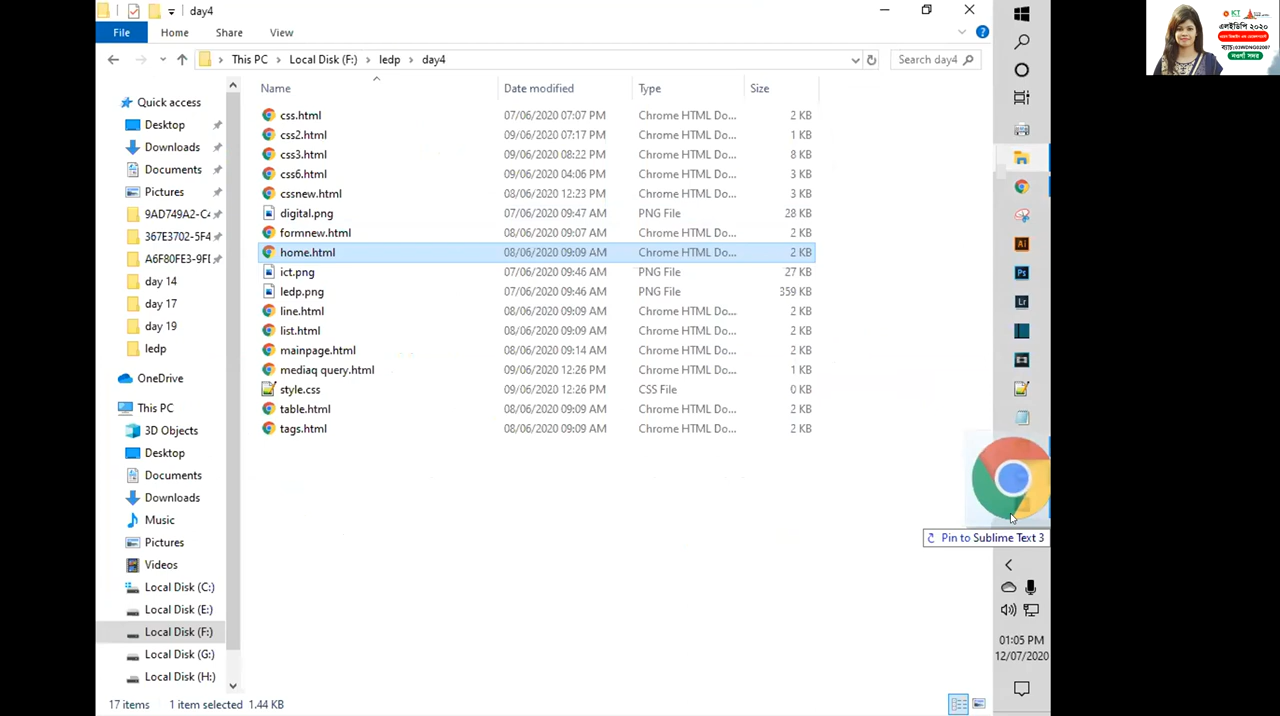 day4
File
Home
Share
View
This PC
Local Disk (F:)
ledp
day4
Search day4
Name
Date modified
Type
Size
Quick access
Desktop
Downloads
Documents
Pictures
9AD749A2-C4
367E3702-5F4
A6F80FE3-9FI
day 14
day 17
day 19
ledp
OneDrive
This PC
3D Objects
Desktop
Documents
Downloads
Music
Pictures
Videos
Local Disk (C:)
Local Disk (E:)
Local Disk (F:)
Local Disk (G:)
Local Disk (H:)
css.html 07/06/2020 07:07 PM Chrome HTML Do... 2 KB
css2.html 09/06/2020 07:17 PM Chrome HTML Do... 1 KB
css3.html 09/06/2020 08:22 PM Chrome HTML Do... 8 KB
css6.html 09/06/2020 04:06 PM Chrome HTML Do... 3 KB
cssnew.html 08/06/2020 12:23 PM Chrome HTML Do... 3 KB
digital.png 07/06/2020 09:47 AM PNG File 28 KB
formnew.html 08/06/2020 09:07 AM Chrome HTML Do... 2 KB
home.html 08/06/2020 09:09 AM Chrome HTML Do... 2 KB
ict.png 07/06/2020 09:46 AM PNG File 27 KB
ledp.png 07/06/2020 09:46 AM PNG File 359 KB
line.html 08/06/2020 09:09 AM Chrome HTML Do... 2 KB
list.html 08/06/2020 09:09 AM Chrome HTML Do... 2 KB
mainpage.html 08/06/2020 09:14 AM Chrome HTML Do... 2 KB
mediaq query.html 09/06/2020 12:26 PM Chrome HTML Do... 1 KB
style.css 09/06/2020 12:26 PM CSS File 0 KB
table.html 08/06/2020 09:09 AM Chrome HTML Do... 2 KB
tags.html 08/06/2020 09:09 AM Chrome HTML Do... 2 KB
Ai
Ps
Lr
Pin to Sublime Text 3
01:05 PM
12/07/2020
17 items
1 item selected 1.44 KB
এলইডিপি ২০২০